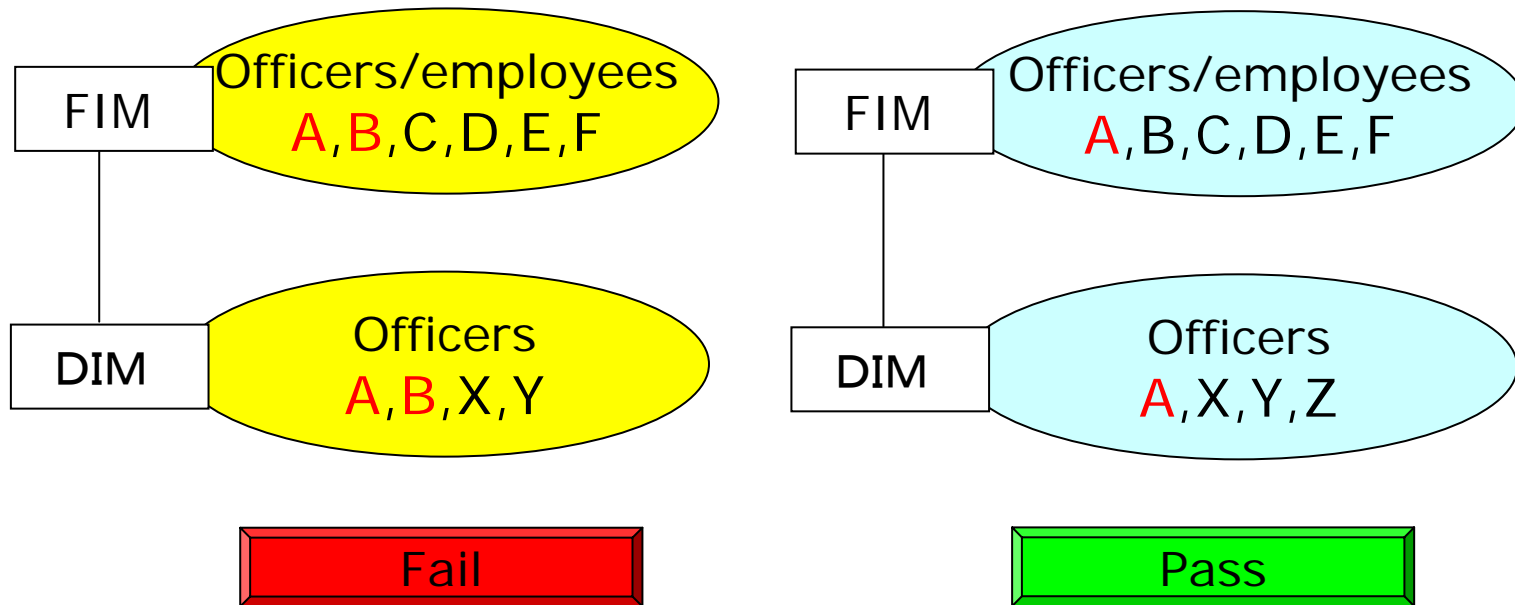 FIM
Officers/employees
A,B,C,D,E,F
DIM
Officers
A,B,X,Y
Fail
FIM
Officers/employees
A,B,C,D,E,F
DIM
Officers
A,X,Y,Z
Pass